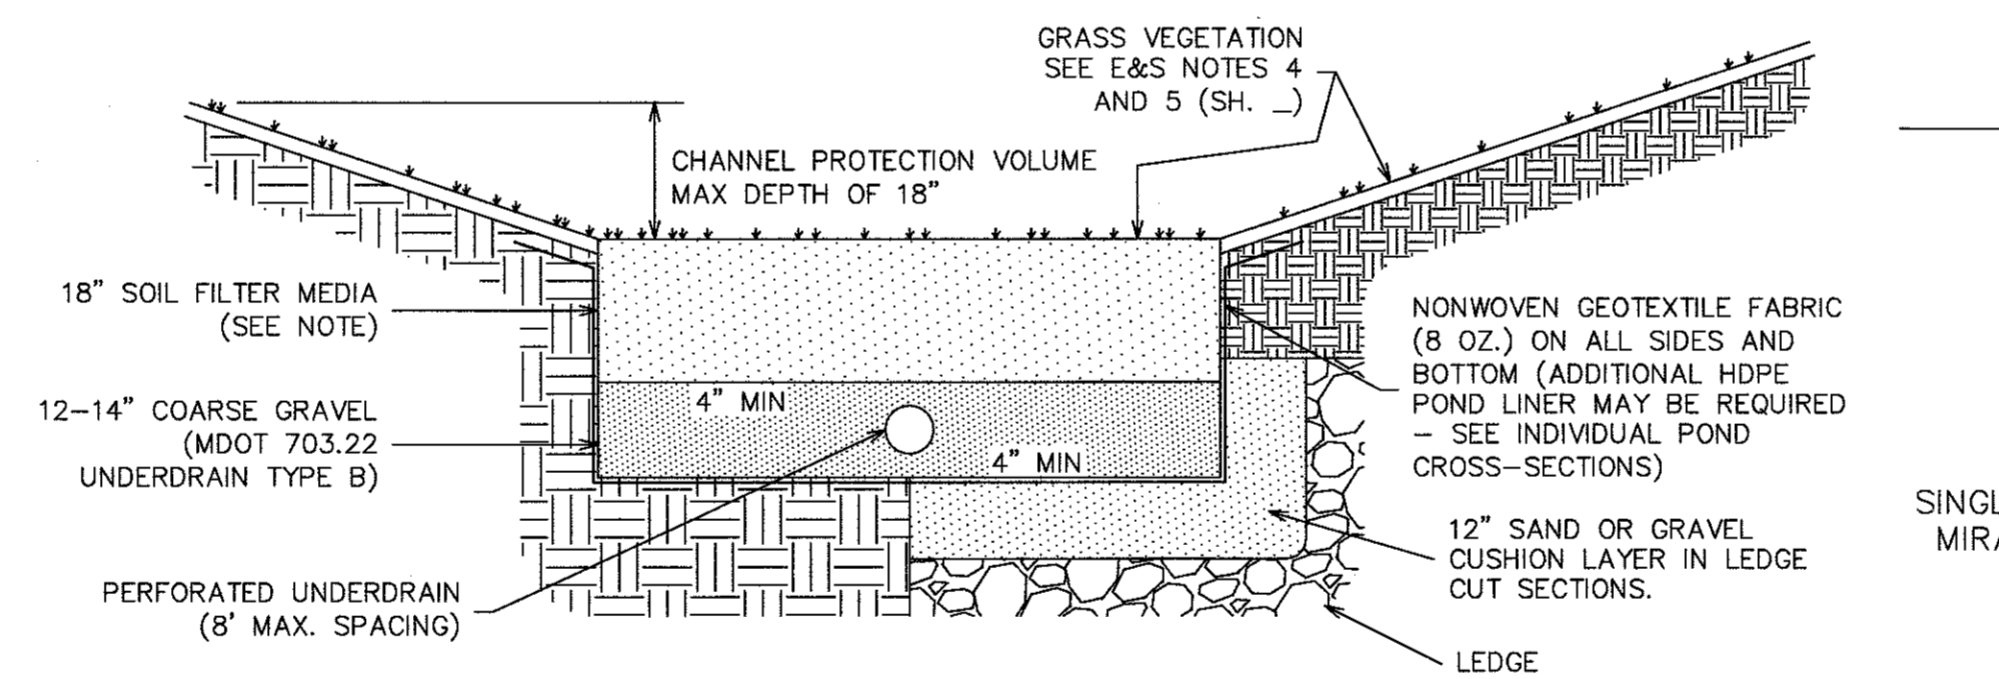 GRASS VEGETATION
SEE E&S NOTES 4
AND 5 (SH. _)
CHANNEL PROTECTION VOLUME
MAX DEPTH OF 18"
18" SOIL FILTER MEDIA
(SEE NOTE)
12-14" COARSE GRAVEL
(MDOT 703.22
UNDERDRAIN TYPE B)
4" MIN
4" MIN
PERFORATED UNDERDRAIN
(8' MAX. SPACING)
NONWOVEN GEOTEXTILE FABRIC
(8 OZ.) ON ALL SIDES AND
BOTTOM (ADDITIONAL HDPE
POND LINER MAY BE REQUIRED
- SEE INDIVIDUAL POND
CROSS-SECTIONS)
12" SAND OR GRAVEL
CUSHION LAYER IN LEDGE
CUT SECTIONS.
LEDGE